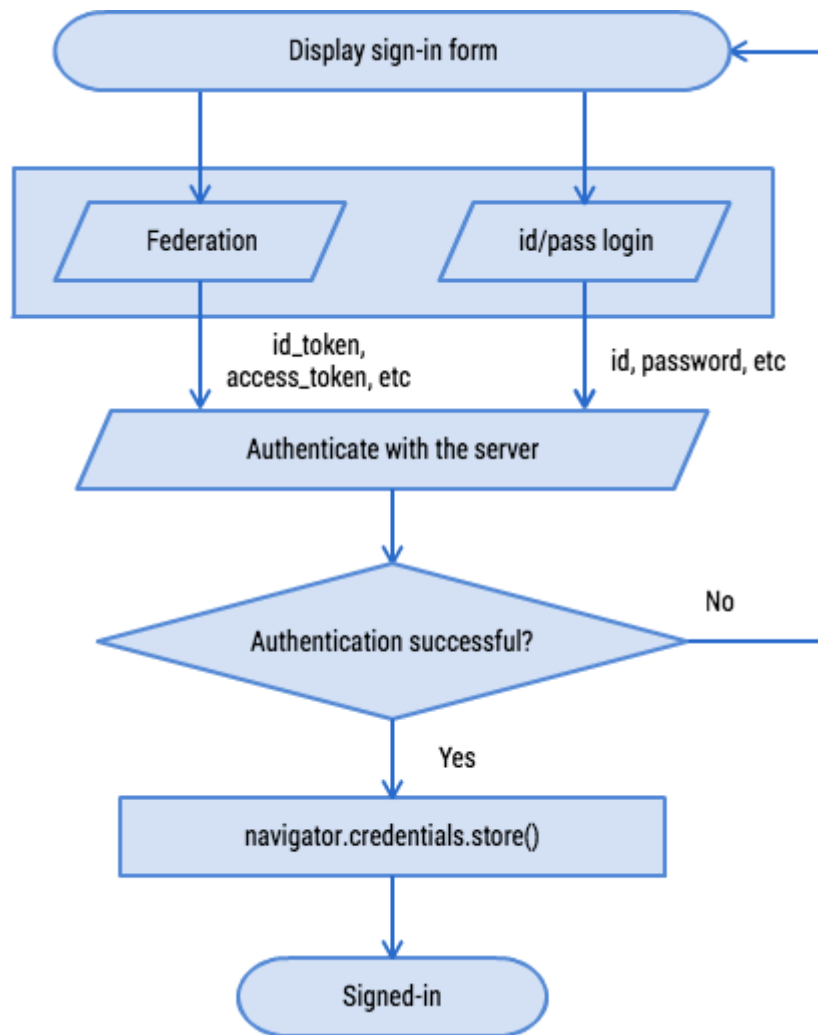 Display sign-in form
Federation
id/pass login
id_token,
access_token, etc
id, password, etc
Authenticate with the server
Authentication successful?
No
Yes
navigator.credentials.store()
Signed-in